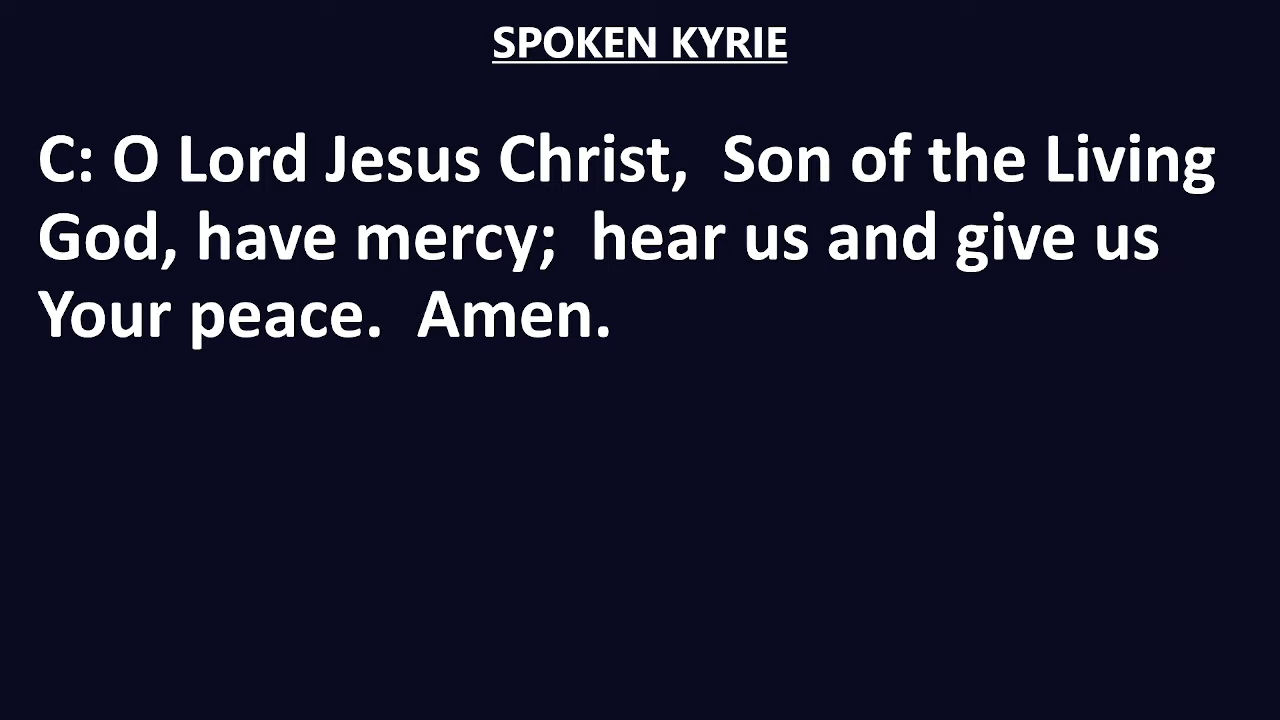 SPOKEN KYRIE
C: O Lord Jesus Christ,  Son of the Living
God, have mercy;  hear us and give us
Your peace.  Amen.